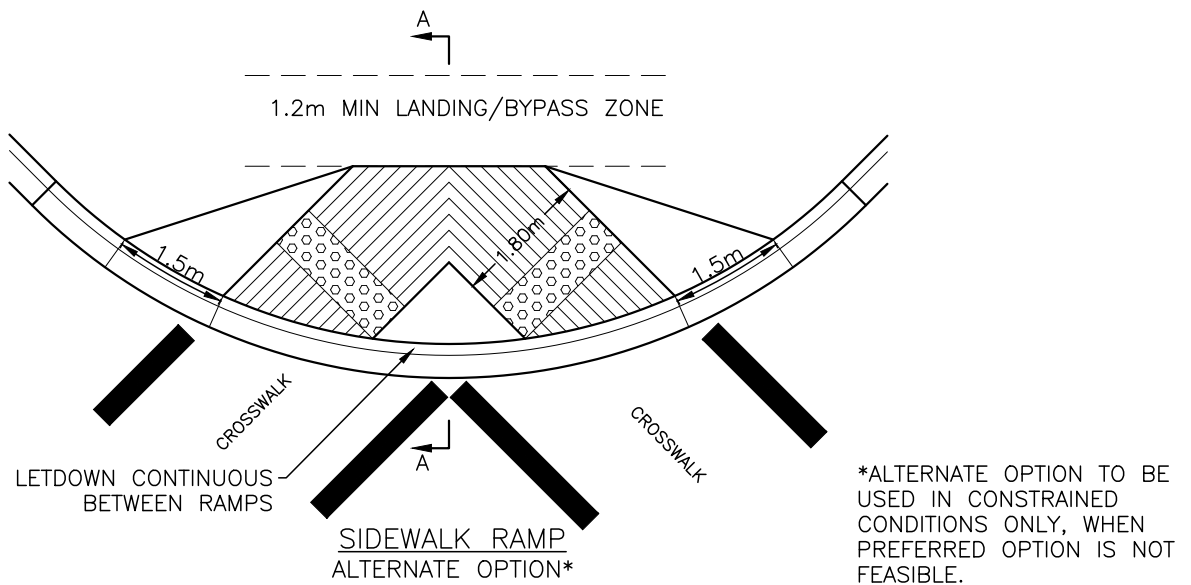 A
1.2m MIN LANDING/BYPASS ZONE
1.5m
1.80m
1.5m
CROSSWALK
CROSSWALK
A
LETDOWN CONTINUOUS
BETWEEN RAMPS
SIDEWALK RAMP
ALTERNATE OPTION*
*ALTERNATE OPTION TO BE
USED IN CONSTRAINED
CONDITIONS ONLY, WHEN
PREFERRED OPTION IS NOT
FEASIBLE.